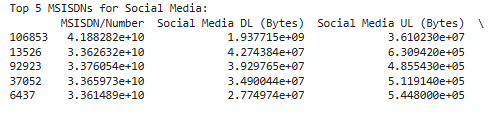 Top 5 MSISDNs for Social Media:
MSISDN/Number Social Media DL (Bytes) Social Media UL (Bytes) \
106853 4.188282e+10 1.937715e+09 3.610230e+07
13526 3.362632e+10 4.274384e+07 6.309420e+05
92923 3.376054e+10 3.929765e+07 4.855430e+05
37052 3.365973e+10 3.490044e+07 5.119140e+05
6437 3.361489e+10 2.774974e+07 5.448000e+05